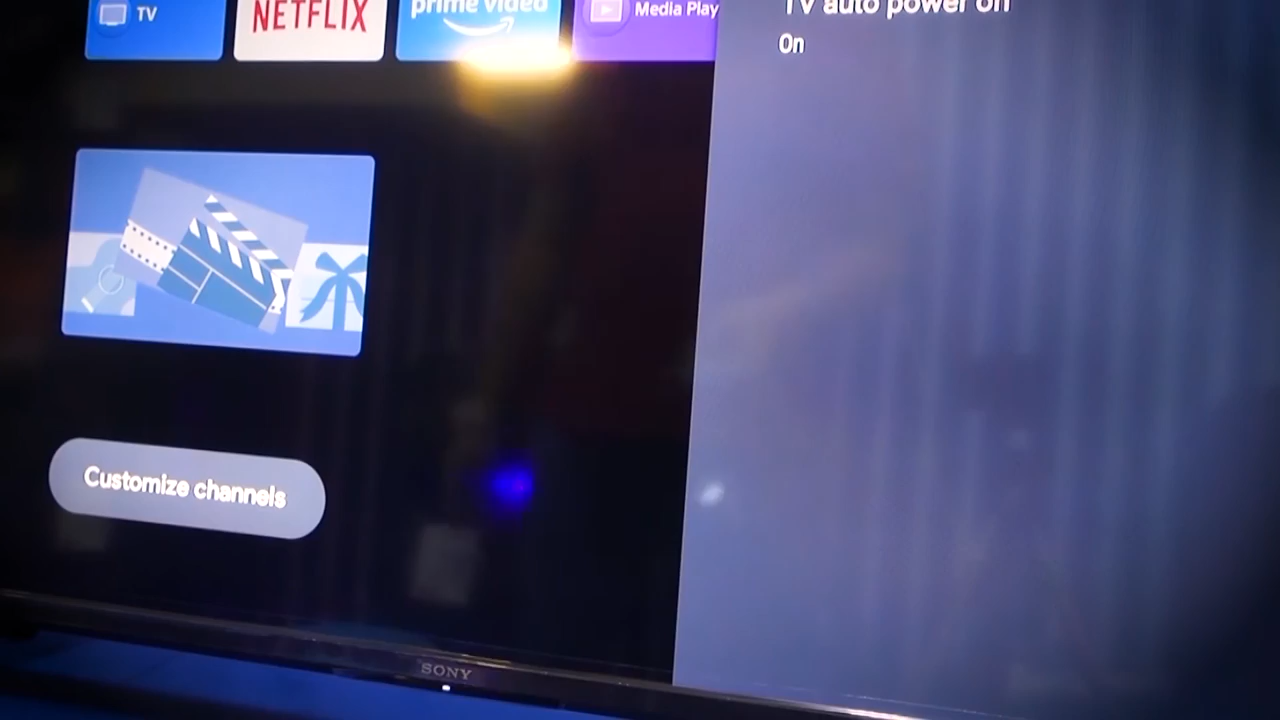 TV
NETFLIX
prime video
Media Play
TV auto power on
On
Customize channels
SONY